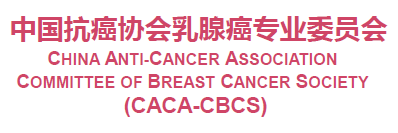 中国抗癌协会乳腺癌专业委员会
CHINA ANTI-CANCER ASSOCIATION
COMMITTEE OF BREAST CANCER SOCIETY
(CACA-CBCS)